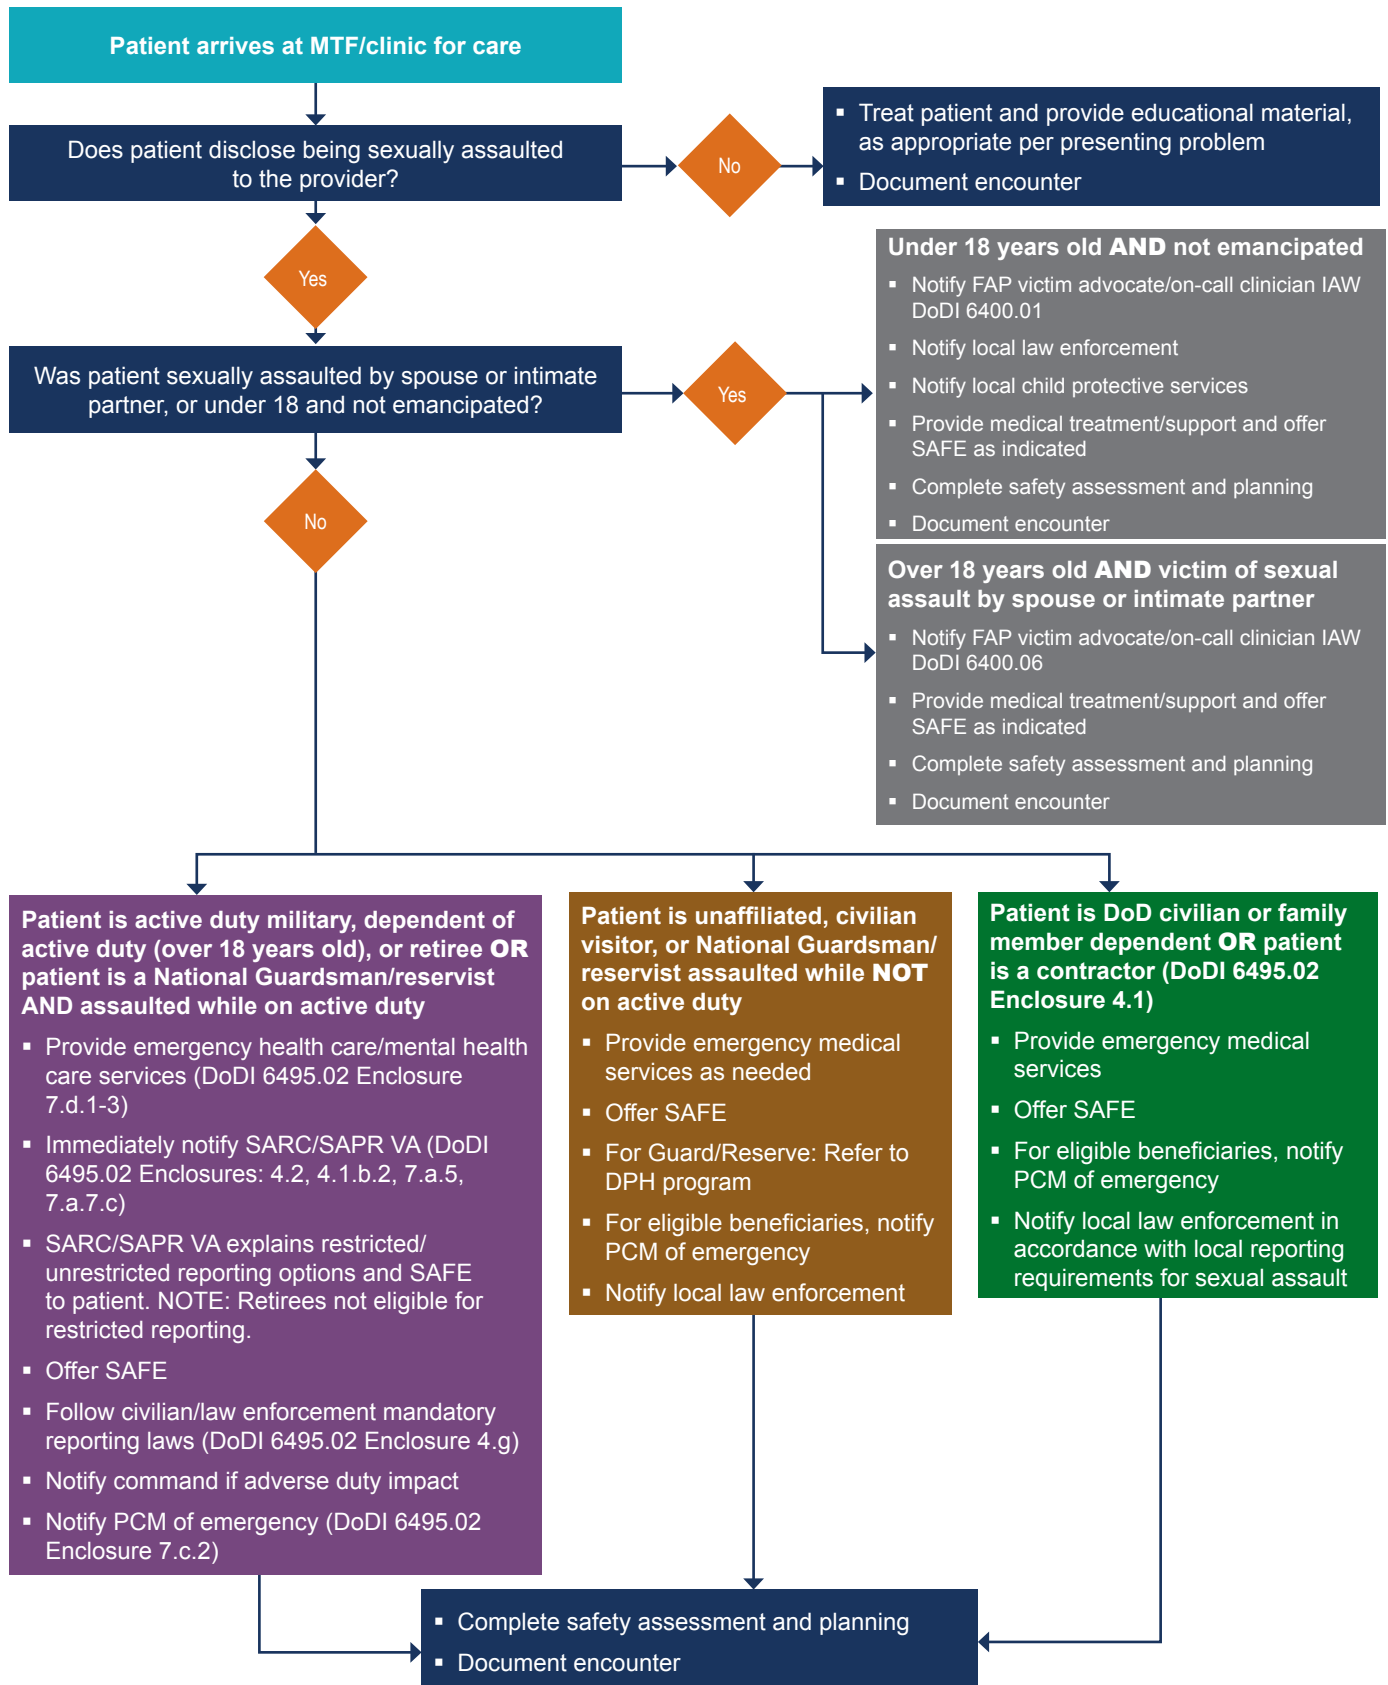 Patient arrives at MTF/clinic for care
Does patient disclose being sexually assaulted
to the provider?
No
▪ Treat patient and provide educational material,
as appropriate per presenting problem
▪ Document encounter
Yes
Was patient sexually assaulted by spouse or intimate
partner, or under 18 and not emancipated?
Yes
Under 18 years old AND not emancipated
▪ Notify FAP victim advocate/on-call clinician IAW
DoDI 6400.01
▪ Notify local law enforcement
▪ Notify local child protective services
▪ Provide medical treatment/support and offer
SAFE as indicated
▪ Complete safety assessment and planning
▪ Document encounter
Over 18 years old AND victim of sexual
assault by spouse or intimate partner
▪ Notify FAP victim advocate/on-call clinician IAW
DoDI 6400.06
▪ Provide medical treatment/support and offer
SAFE as indicated
▪ Complete safety assessment and planning
▪ Document encounter
No
Patient is active duty military, dependent of
active duty (over 18 years old), or retiree OR
patient is a National Guardsman/reservist
AND assaulted while on active duty
▪ Provide emergency health care/mental health
care services (DoDI 6495.02 Enclosure
7.d.1-3)
▪ Immediately notify SARC/SAPR VA (DoDI
6495.02 Enclosures: 4.2, 4.1.b.2, 7.a.5,
7.a.7.c)
▪ SARC/SAPR VA explains restricted/
unrestricted reporting options and SAFE
to patient. NOTE: Retirees not eligible for
restricted reporting.
▪ Offer SAFE
▪ Follow civilian/law enforcement mandatory
reporting laws (DoDI 6495.02 Enclosure 4.g)
▪ Notify command if adverse duty impact
▪ Notify PCM of emergency (DoDI 6495.02
Enclosure 7.c.2)
Patient is unaffiliated, civilian
visitor, or National Guardsman/
reservist assaulted while NOT
on active duty
▪ Provide emergency medical
services as needed
▪ Offer SAFE
▪ For Guard/Reserve: Refer to
DPH program
▪ For eligible beneficiaries, notify
PCM of emergency
▪ Notify local law enforcement
Patient is DoD civilian or family
member dependent OR patient
is a contractor (DoDI 6495.02
Enclosure 4.1)
▪ Provide emergency medical
services
▪ Offer SAFE
▪ For eligible beneficiaries, notify
PCM of emergency
▪ Notify local law enforcement in
accordance with local reporting
requirements for sexual assault
▪ Complete safety assessment and planning
▪ Document encounter